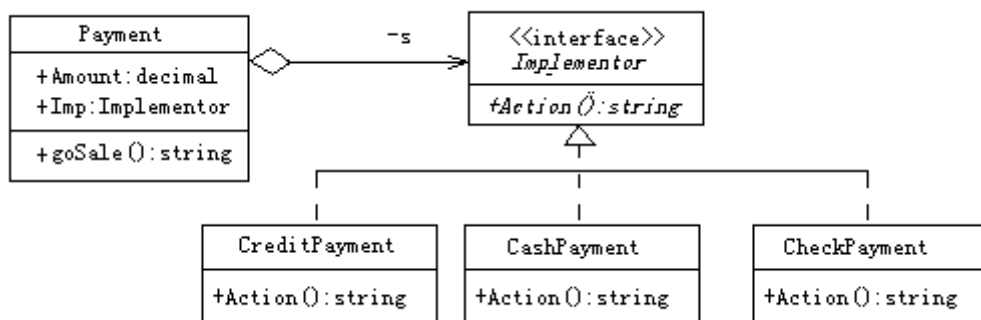 Payment
+Amount:decimal
+Imp:Implementor
+goSale():string
-s
<<interface>>
Implementor
+Action():string
CreditPayment
+Action():string
CashPayment
+Action():string
CheckPayment
+Action():string